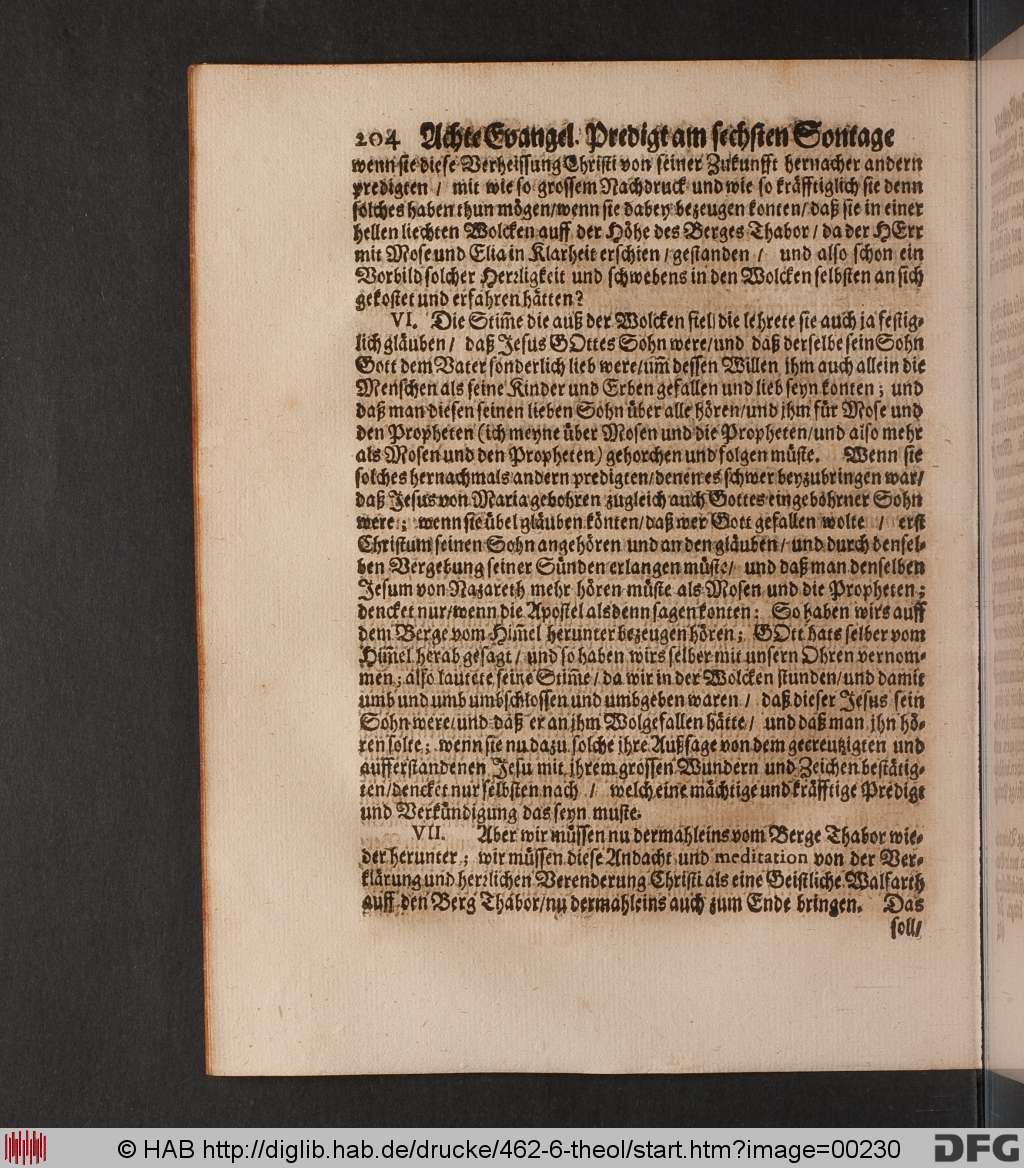 204 Achte Evangel. Predigt am sechsten Sontage
wenn sie diese Verheissung Christi von seiner Zukunfft hernacher andern
predigten / mit wie so grossem Nachdruck und wie so kräfftiglich sie denn
solches haben thun mögen/wenn sie dabey bezeugen konten/daß sie in einer
hellen liechten Wolcken auff der Höhe des Berges Thabor / da der HErr
mit Mose und Elia in Klarheit erschien / gestanden / und also schon ein
Vorbild solcher Herrligkeit und schwebens in den Wolcken selbsten an sich
gekostet und erfahren hätten?
VI. Die Stim̃e die auß der Wolcken fiel/die lehrete sie auch ja festig-
lich gläuben / daß Jesus GOttes Sohn were/und daß derselbe sein Sohn
Gott dem Vater sonderlich lieb were/um̃ dessen Willen jhm auch allein die
Menschen als seine Kinder und Erben gefallen und lieb seyn konten; und
daß man diesen seinen lieben Sohn über alle hören/und jhm für Mose und
den Propheten (ich meyne über Mosen und die Propheten/und also mehr
als Mosen und den Propheten) gehorchen und folgen müste. Wenn sie
solches hernachmals andern predigten/denen es schwer beyzubringen war/
daß Jesus von Maria gebohren zugleich auch Gottes eingebohrner Sohn
were; wenn sie übel gläuben könten/daß wer Gott gefallen wolte / erst
Christum seinen Sohn angehören und an den gläuben / und durch densel-
ben Vergebung seiner Sünden erlangen müste/ und daß man denselben
Jesum von Nazareth mehr hören müste als Mosen und die Propheten;
dencket nur/wenn die Apostel alsdenn sagen konten: So haben wirs auff
dem Berge vom Him̃el herunter bezeugen hören; GOtt hats selber vom
Him̃el herab gesagt / und so haben wirs selber mit unsern Ohren vernom-
men; also lautete seine Stim̃e / da wir in der Wolcken stunden/und damit
umb und umb umbschlossen und umbgeben waren / daß dieser Jesus sein
Sohn were/und daß er an jhm Wolgefallen hätte / und daß man jhn hö-
ren solte; wenn sie nu dazu solche ihre Außsage von dem gecreutzigten und
aufferstandenen Jesu mit jhrem grossen Wundern und Zeichen bestätig-
ten/dencket nur selbsten nach / welch eine mächtige und kräfftige Predigt
und Verkündigung das seyn muste.
VII. Aber wir müssen nu dermahleins vom Berge Thabor wie-
der herunter; wir müssen diese Andacht und meditation von der Ver-
klärung und herrlichen Verenderung Christi als eine Geistliche Walfarth
auff den Berg Thabor/nu dermahleins auch zum Ende bringen. Das
soll/
© HAB http://diglib.hab.de/drucke/462-6-theol/start.htm?image=00230
DFG